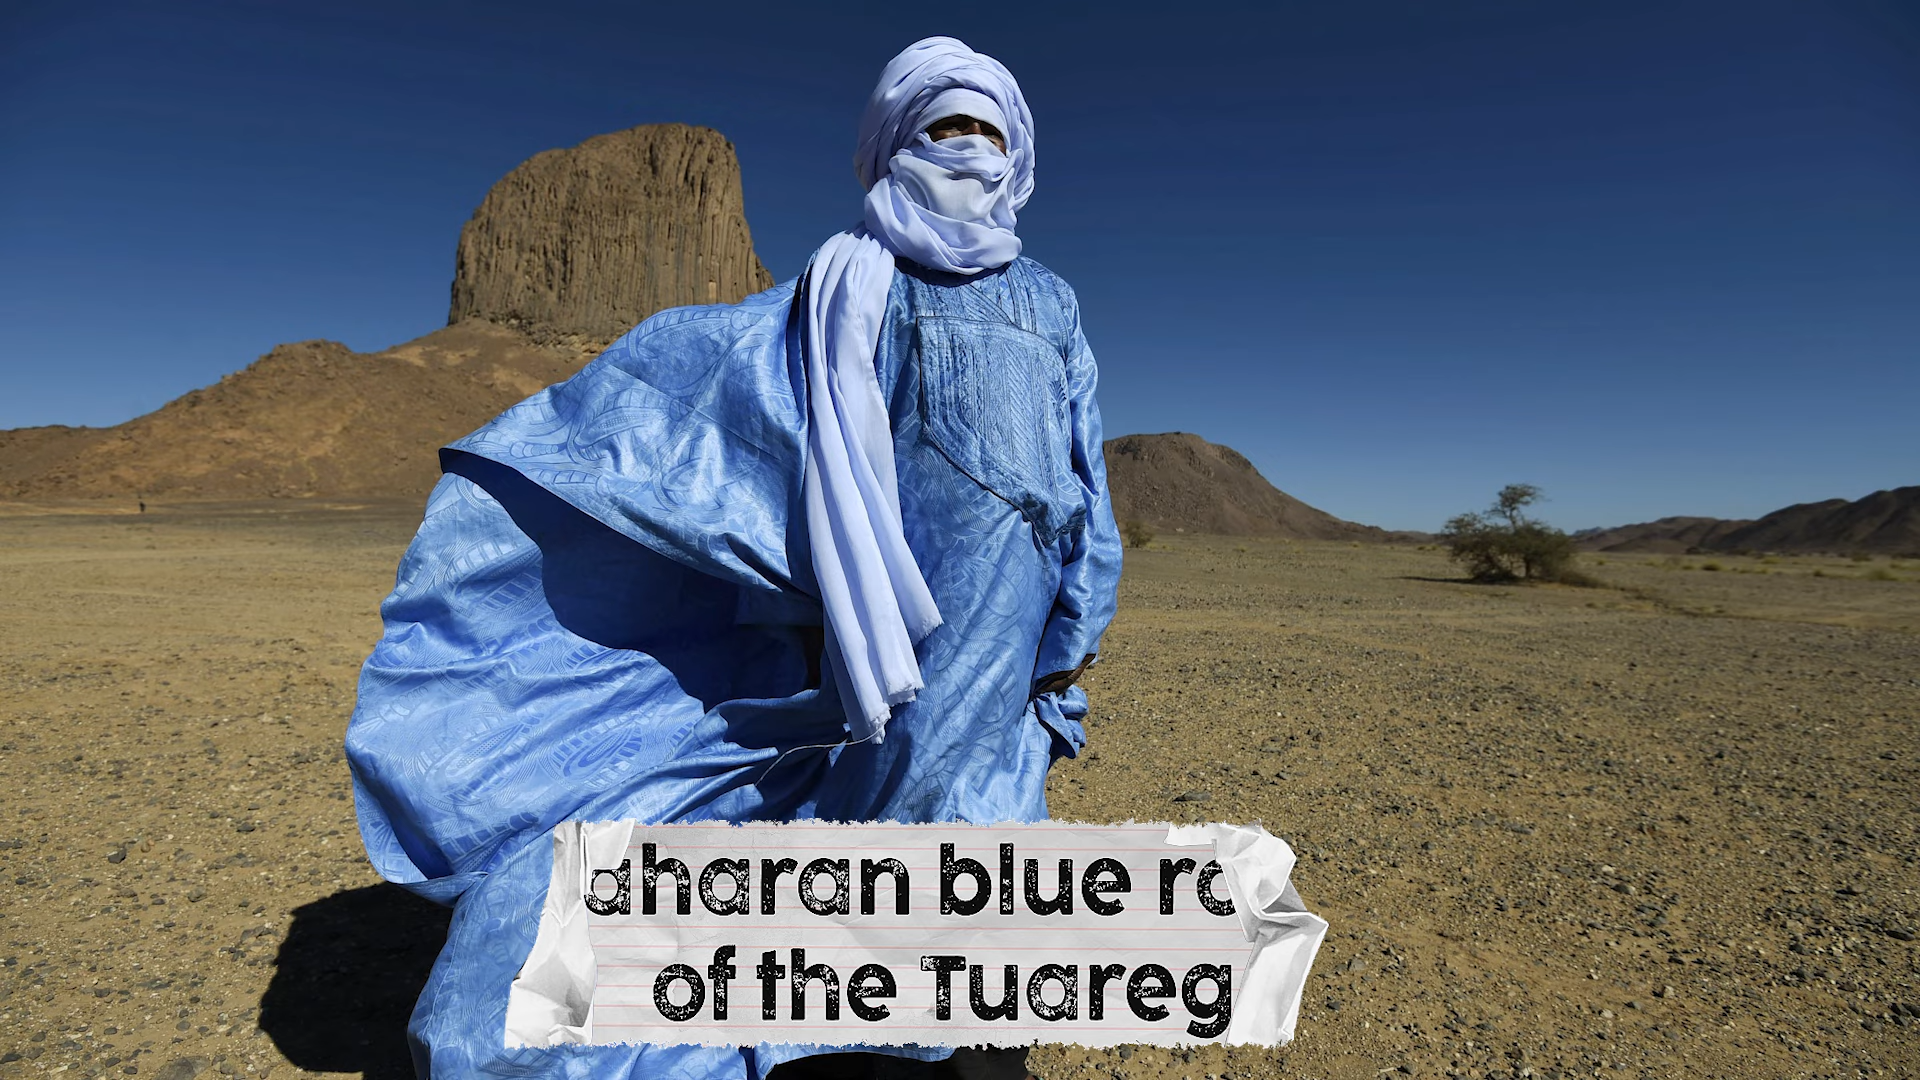 aharan blue ro
of the Tuareg